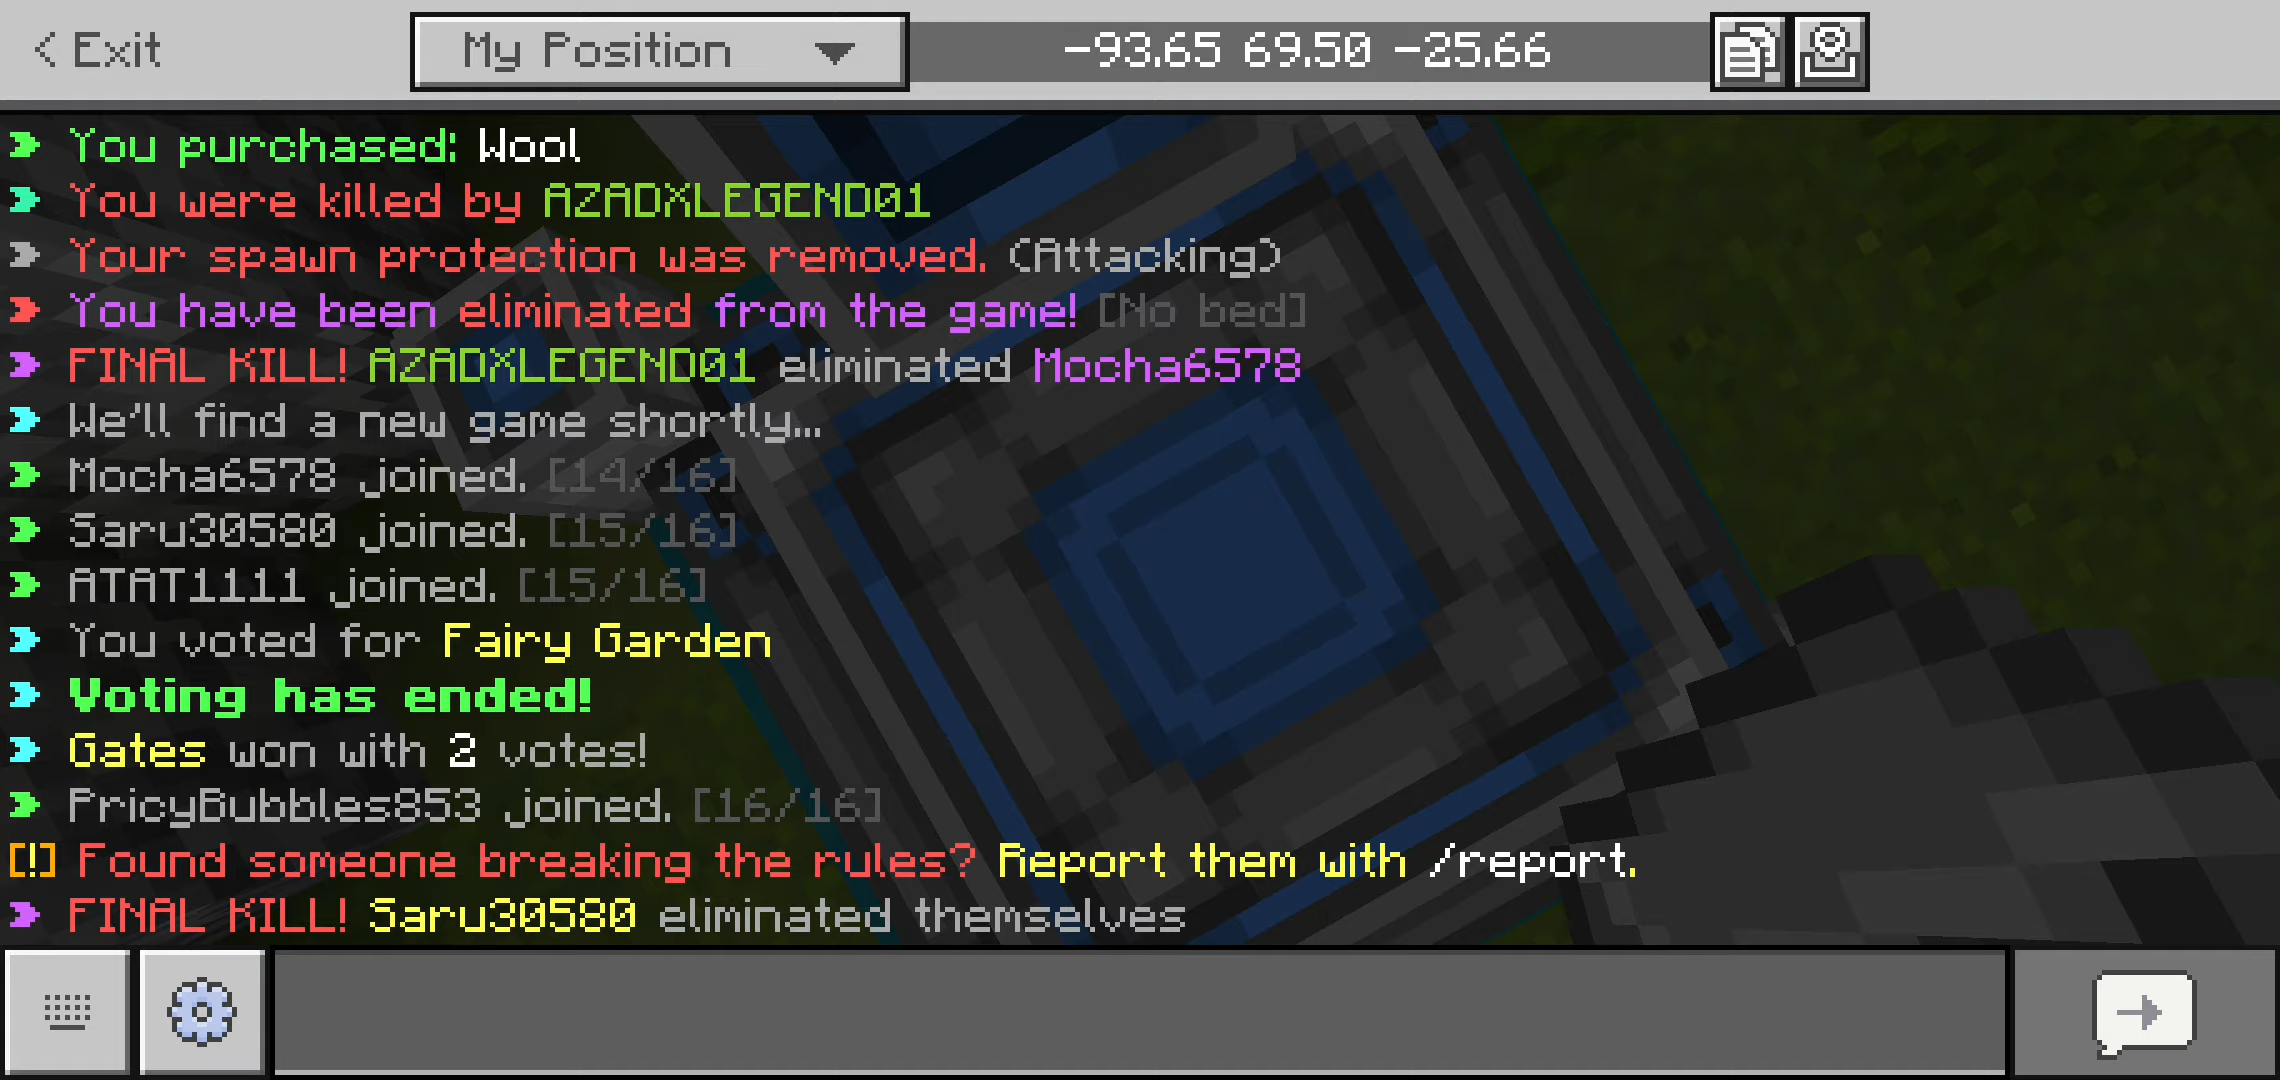 < Exit
My Position
-93.65 69.50 -25.66
You purchased: Wool
You were killed by AZADXLEGEND01
Your spawn protection was removed. (Attacking)
You have been eliminated from the game! [No bed]
FINAL KILL! AZADXLEGEND01 eliminated Mocha6578
We'll find a new game shortly...
Mocha6578 joined. [14/16]
Saru30580 joined. [15/16]
ATAT1111 joined. [15/16]
You voted for Fairy Garden
Voting has ended!
Gates won with 2 votes!
PricyBubbles853 joined. [16/16]
[!] Found someone breaking the rules? Report them with /report.
FINAL KILL! Saru30580 eliminated themselves